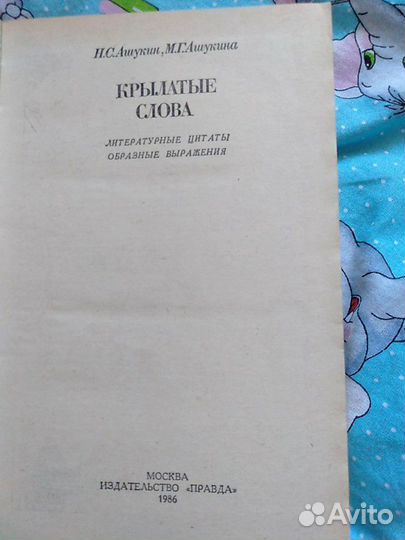 Н.С.Ашукин, М.Г.Ашукина
КРЫЛАТЫЕ
СЛОВА
ЛИТЕРАТУРНЫЕ ЦИТАТЫ
ОБРАЗНЫЕ ВЫРАЖЕНИЯ
МОСКВА
ИЗДАТЕЛЬСТВО «ПРАВДА»
1986
Avito